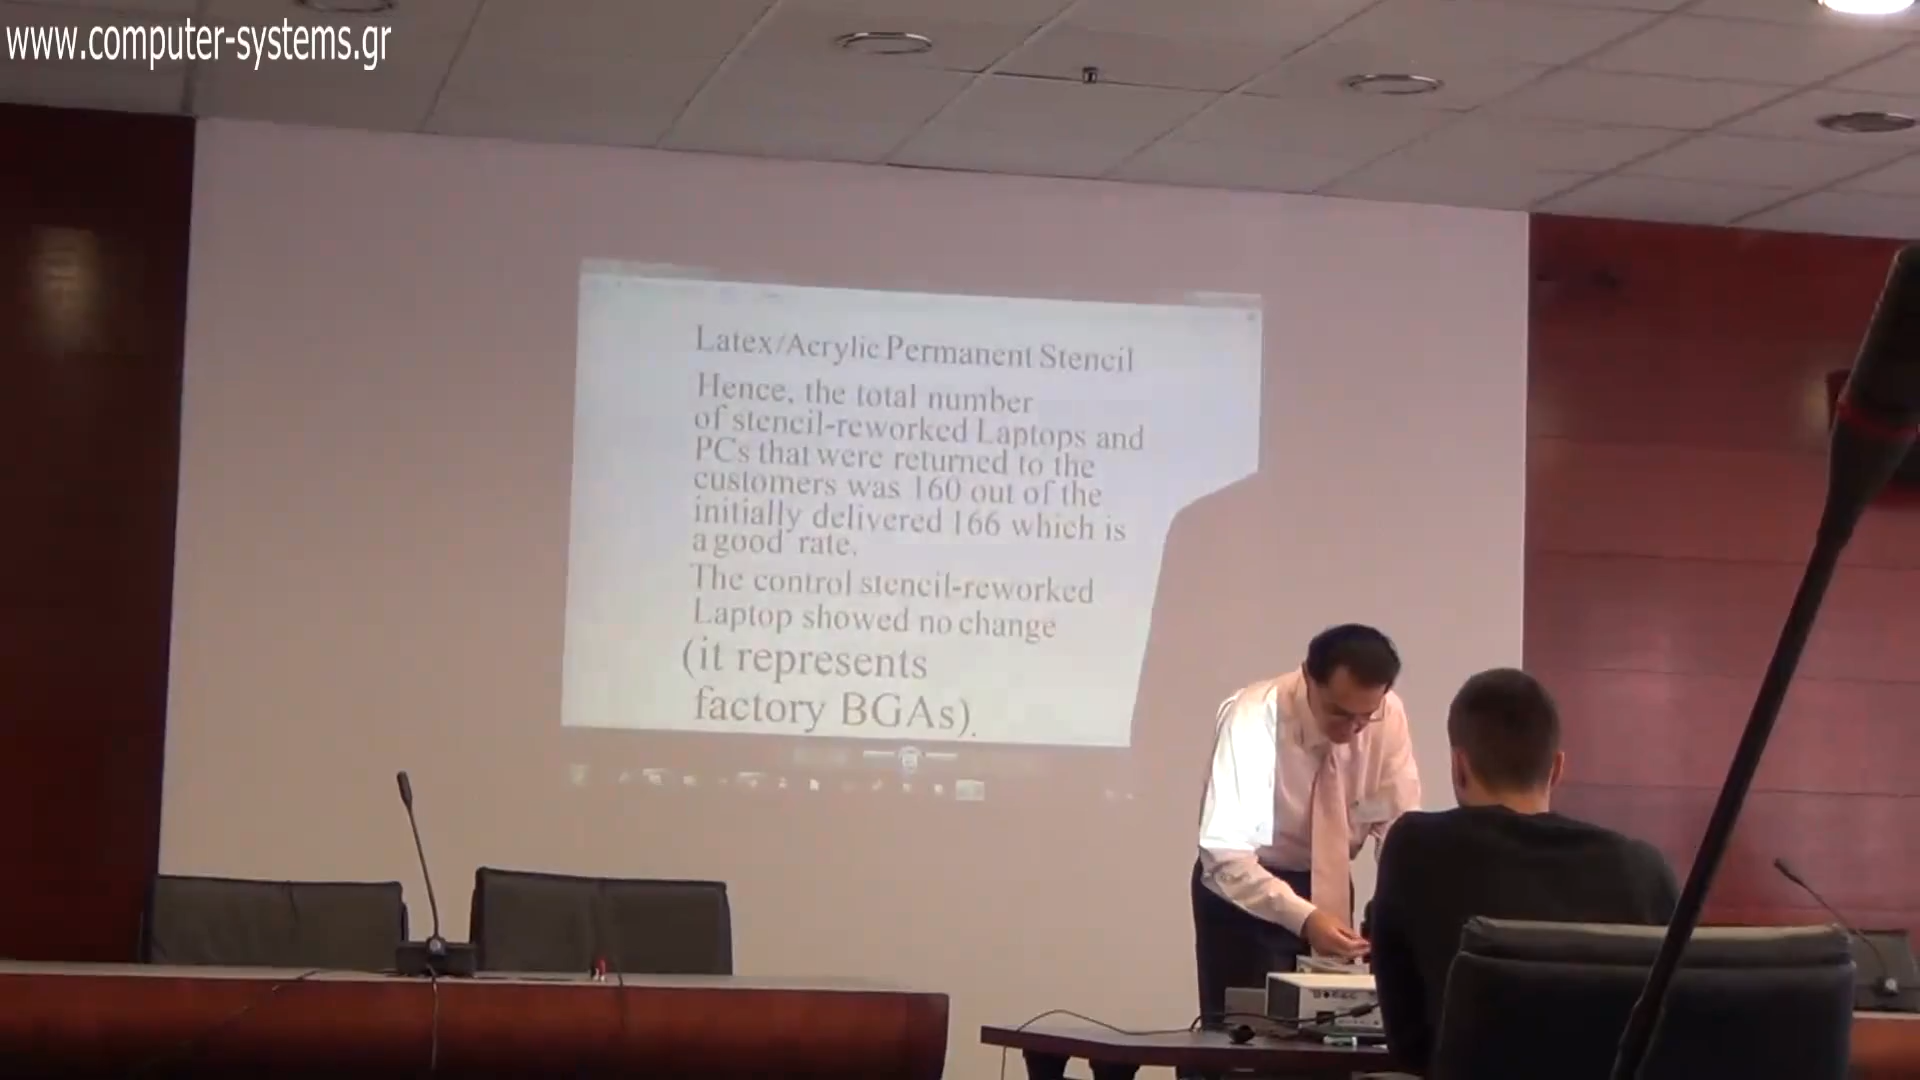 www.computer-systems.gr
Latex/Acrylic Permanent Stencil
Hence, the total number
of stencil-reworked Laptops and
PCs that were returned to the
customers was 160 out of the
initially delivered 166 which is
a good rate.
The control stencil-reworked
Laptop showed no change
(it represents
factory BGAs).